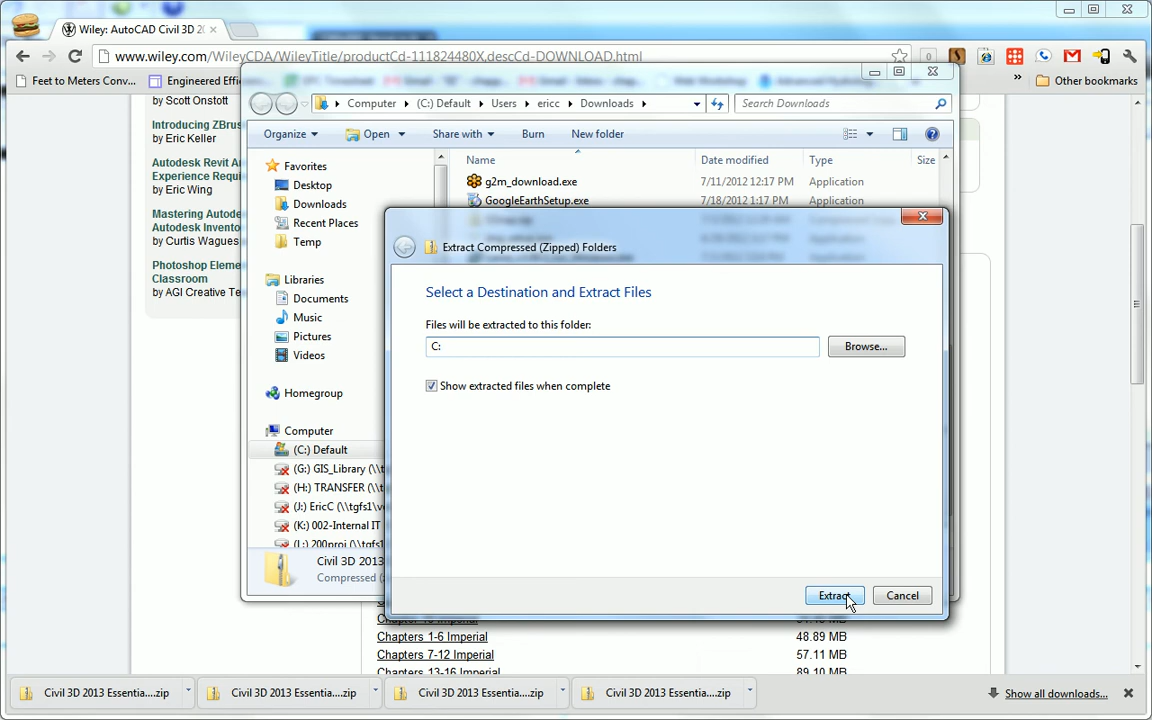 Wiley: AutoCAD Civil 3D 20
www.wiley.com/WileyCDA/WileyTitle/productCd-111824480X,descCd-DOWNLOAD.html
Feet to Meters Conv...
Engineering Effi
Other bookmarks
by Scott Onstott
Introducing ZBrus
by Eric Keller
Autodesk Revit A
Experience Requi
by Eric Wing
Mastering Autode
Autodesk Invento
by Curtis Wagues
Photoshop Eleme
Classroom
by AGI Creative Te
Computer
(C:) Default
Users
ericc
Downloads
Search Downloads
Organize
Open
Share with
Burn
New folder
Favorites
Desktop
Downloads
Recent Places
Temp
Libraries
Documents
Music
Pictures
Videos
Homegroup
Computer
(C:) Default
(G:) GIS_Library (\\t
(H:) TRANSFER (\\t
(J:) EricC (\\tgfs1\v
(K:) 002-Internal IT
(L:) 200proj (\\tgfs1
Name
Date modified
Type
Size
g2m_download.exe
7/11/2012 12:17 PM
Application
GoogleEarthSetup.exe
7/18/2012 1:17 PM
Application
Civil 3D 2013
Compressed (
Extract Compressed (Zipped) Folders
Select a Destination and Extract Files
Files will be extracted to this folder:
C:
Browse...
Show extracted files when complete
Extract
Cancel
Chapters 1-6 Imperial
48.89 MB
Chapters 7-12 Imperial
57.11 MB
Chapters 13-16 Imperial
89.10 MB
Civil 3D 2013 Essentia....zip
Civil 3D 2013 Essentia....zip
Civil 3D 2013 Essentia....zip
Civil 3D 2013 Essentia....zip
Show all downloads...